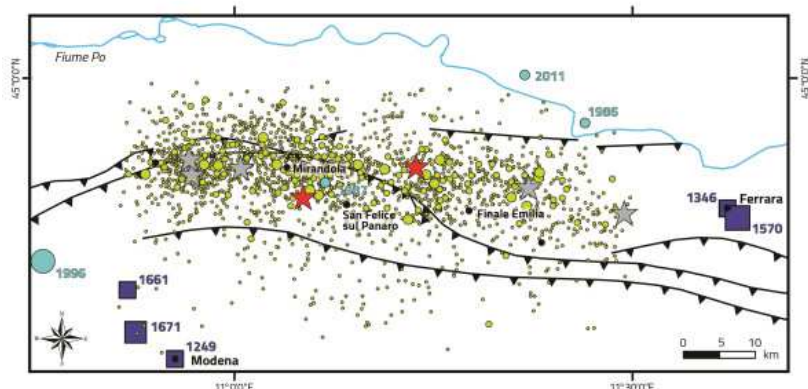 Fiume Po
45°0'0"N
45°0'0"N
2011
1986
Mirandola
1346
Ferrara
1570
San Felice
sul Panaro
Finale Emilia
1996
1661
1671
1249
Modena
N
0 5 10
km
11°0'0"E
11°30'0"E